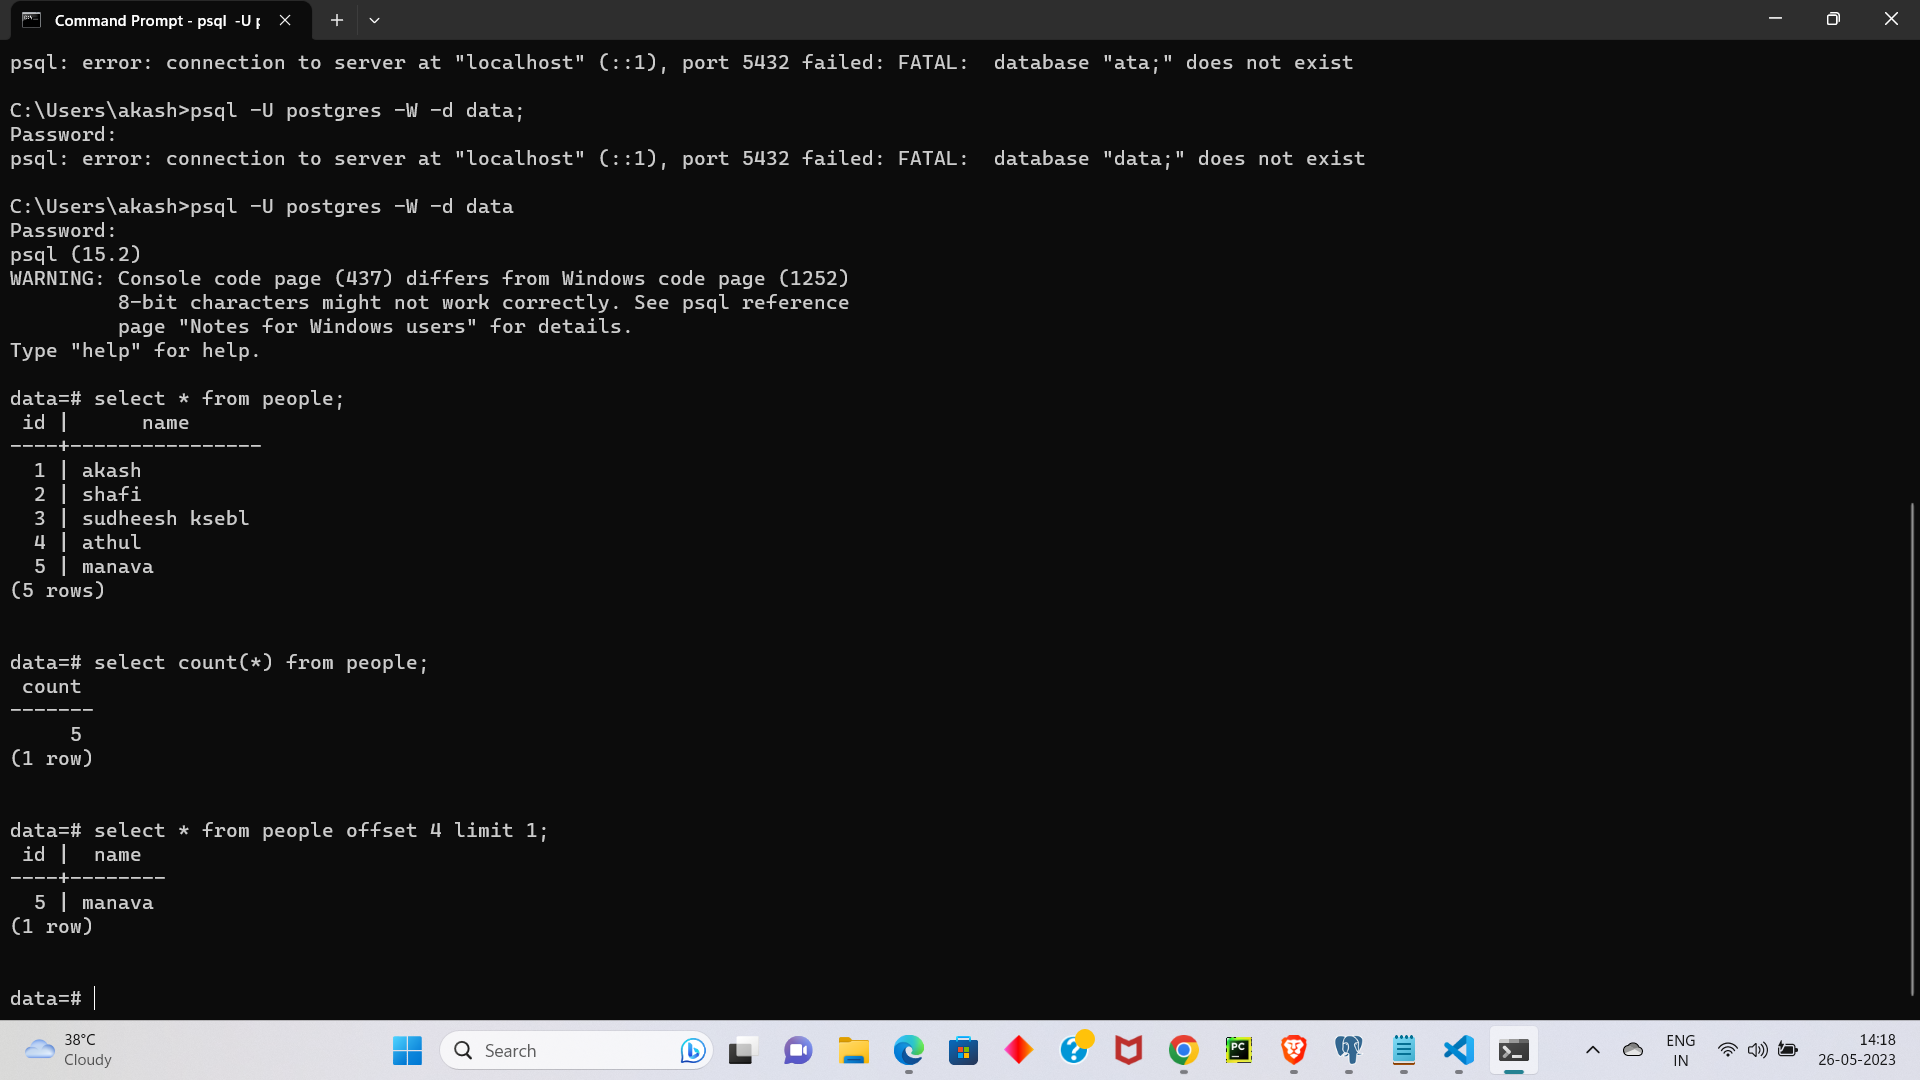 Command Prompt - psql  -U p
psql: error: connection to server at "localhost" (::1), port 5432 failed: FATAL:  database "ata;" does not exist
C:\Users\akash>psql -U postgres -W -d data;
Password:
psql: error: connection to server at "localhost" (::1), port 5432 failed: FATAL:  database "data;" does not exist
C:\Users\akash>psql -U postgres -W -d data
Password:
psql (15.2)
WARNING: Console code page (437) differs from Windows code page (1252)
         8-bit characters might not work correctly. See psql reference
         page "Notes for Windows users" for details.
Type "help" for help.
data=# select * from people;
 id |      name
----+----------------
  1 | akash
  2 | shafi
  3 | sudheesh ksebl
  4 | athul
  5 | manava
(5 rows)
data=# select count(*) from people;
 count
-------
     5
(1 row)
data=# select * from people offset 4 limit 1;
 id |  name
----+--------
  5 | manava
(1 row)
data=#
38°C
Cloudy
Search
PC
ENG
IN
14:18
26-05-2023